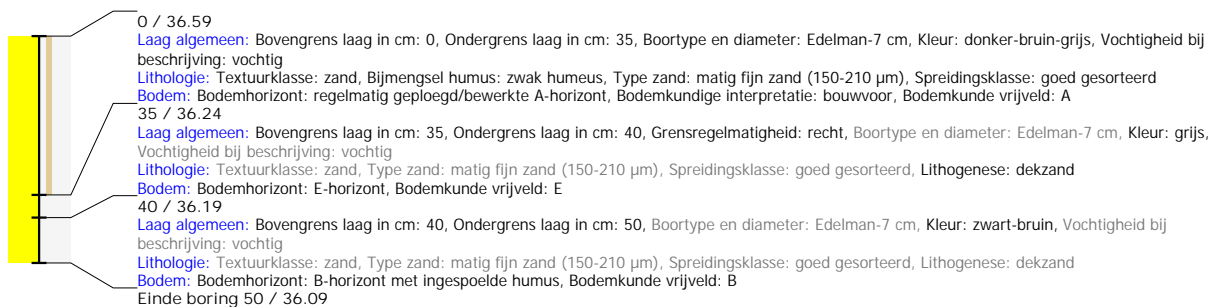 0 / 36.59
Laag algemeen: Bovengrens laag in cm: 0, Ondergrens laag in cm: 35, Boortype en diameter: Edelman-7 cm, Kleur: donker-bruin-grijs, Vochtigheid bij
beschrijving: vochtig
Lithologie: Textuurklasse: zand, Bijmengsel humus: zwak humeus, Type zand: matig fijn zand (150-210 µm), Spreidingsklasse: goed gesorteerd
Bodem: Bodemhorizont: regelmatig geploegd/bewerkte A-horizont, Bodemkundige interpretatie: bouwvoor, Bodemkunde vrijveld: A
35 / 36.24
Laag algemeen: Bovengrens laag in cm: 35, Ondergrens laag in cm: 40, Grensregelmatigheid: recht, Boortype en diameter: Edelman-7 cm, Kleur: grijs,
Vochtigheid bij beschrijving: vochtig
Lithologie: Textuurklasse: zand, Type zand: matig fijn zand (150-210 µm), Spreidingsklasse: goed gesorteerd, Lithogenese: dekzand
Bodem: Bodemhorizont: E-horizont, Bodemkunde vrijveld: E
40 / 36.19
Laag algemeen: Bovengrens laag in cm: 40, Ondergrens laag in cm: 50, Boortype en diameter: Edelman-7 cm, Kleur: zwart-bruin, Vochtigheid bij
beschrijving: vochtig
Lithologie: Textuurklasse: zand, Type zand: matig fijn zand (150-210 µm), Spreidingsklasse: goed gesorteerd, Lithogenese: dekzand
Bodem: Bodemhorizont: B-horizont met ingespoelde humus, Bodemkunde vrijveld: B
Einde boring 50 / 36.09